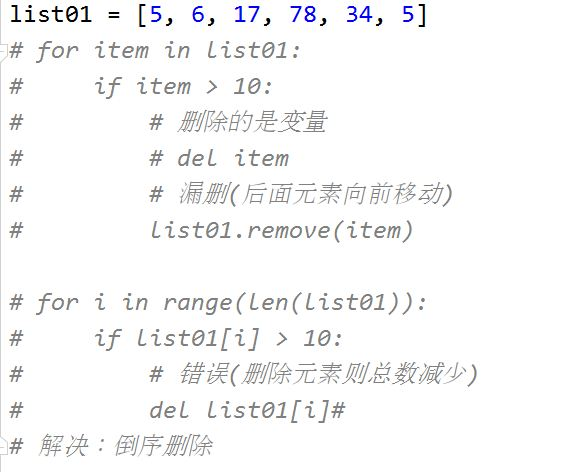 list01 = [5, 6, 17, 78, 34, 5]
# for item in list01:
#     if item > 10:
#         # 删除的是变量
#         # del item
#         # 漏删(后面元素向前移动)
#         list01.remove(item)
# for i in range(len(list01)):
#     if list01[i] > 10:
#         # 错误(删除元素则总数减少)
#         del list01[i]#
# 解决：倒序删除